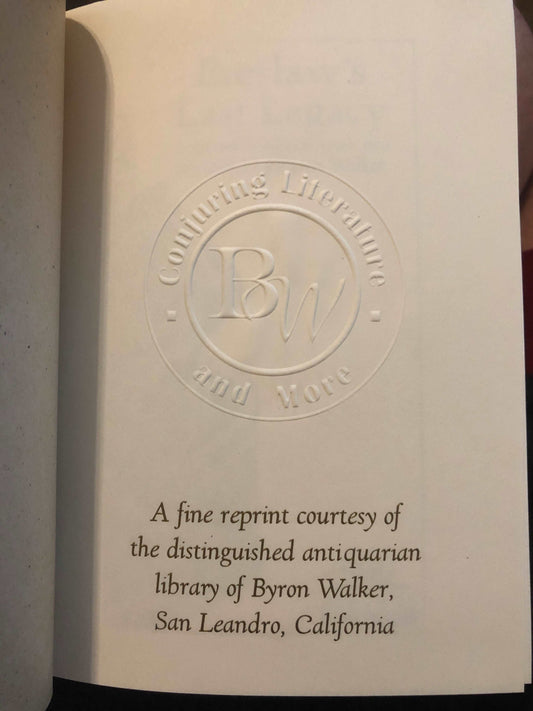 Conjuring Literature
BW
and More
A fine reprint courtesy of
the distinguished antiquarian
library of Byron Walker,
San Leandro, California